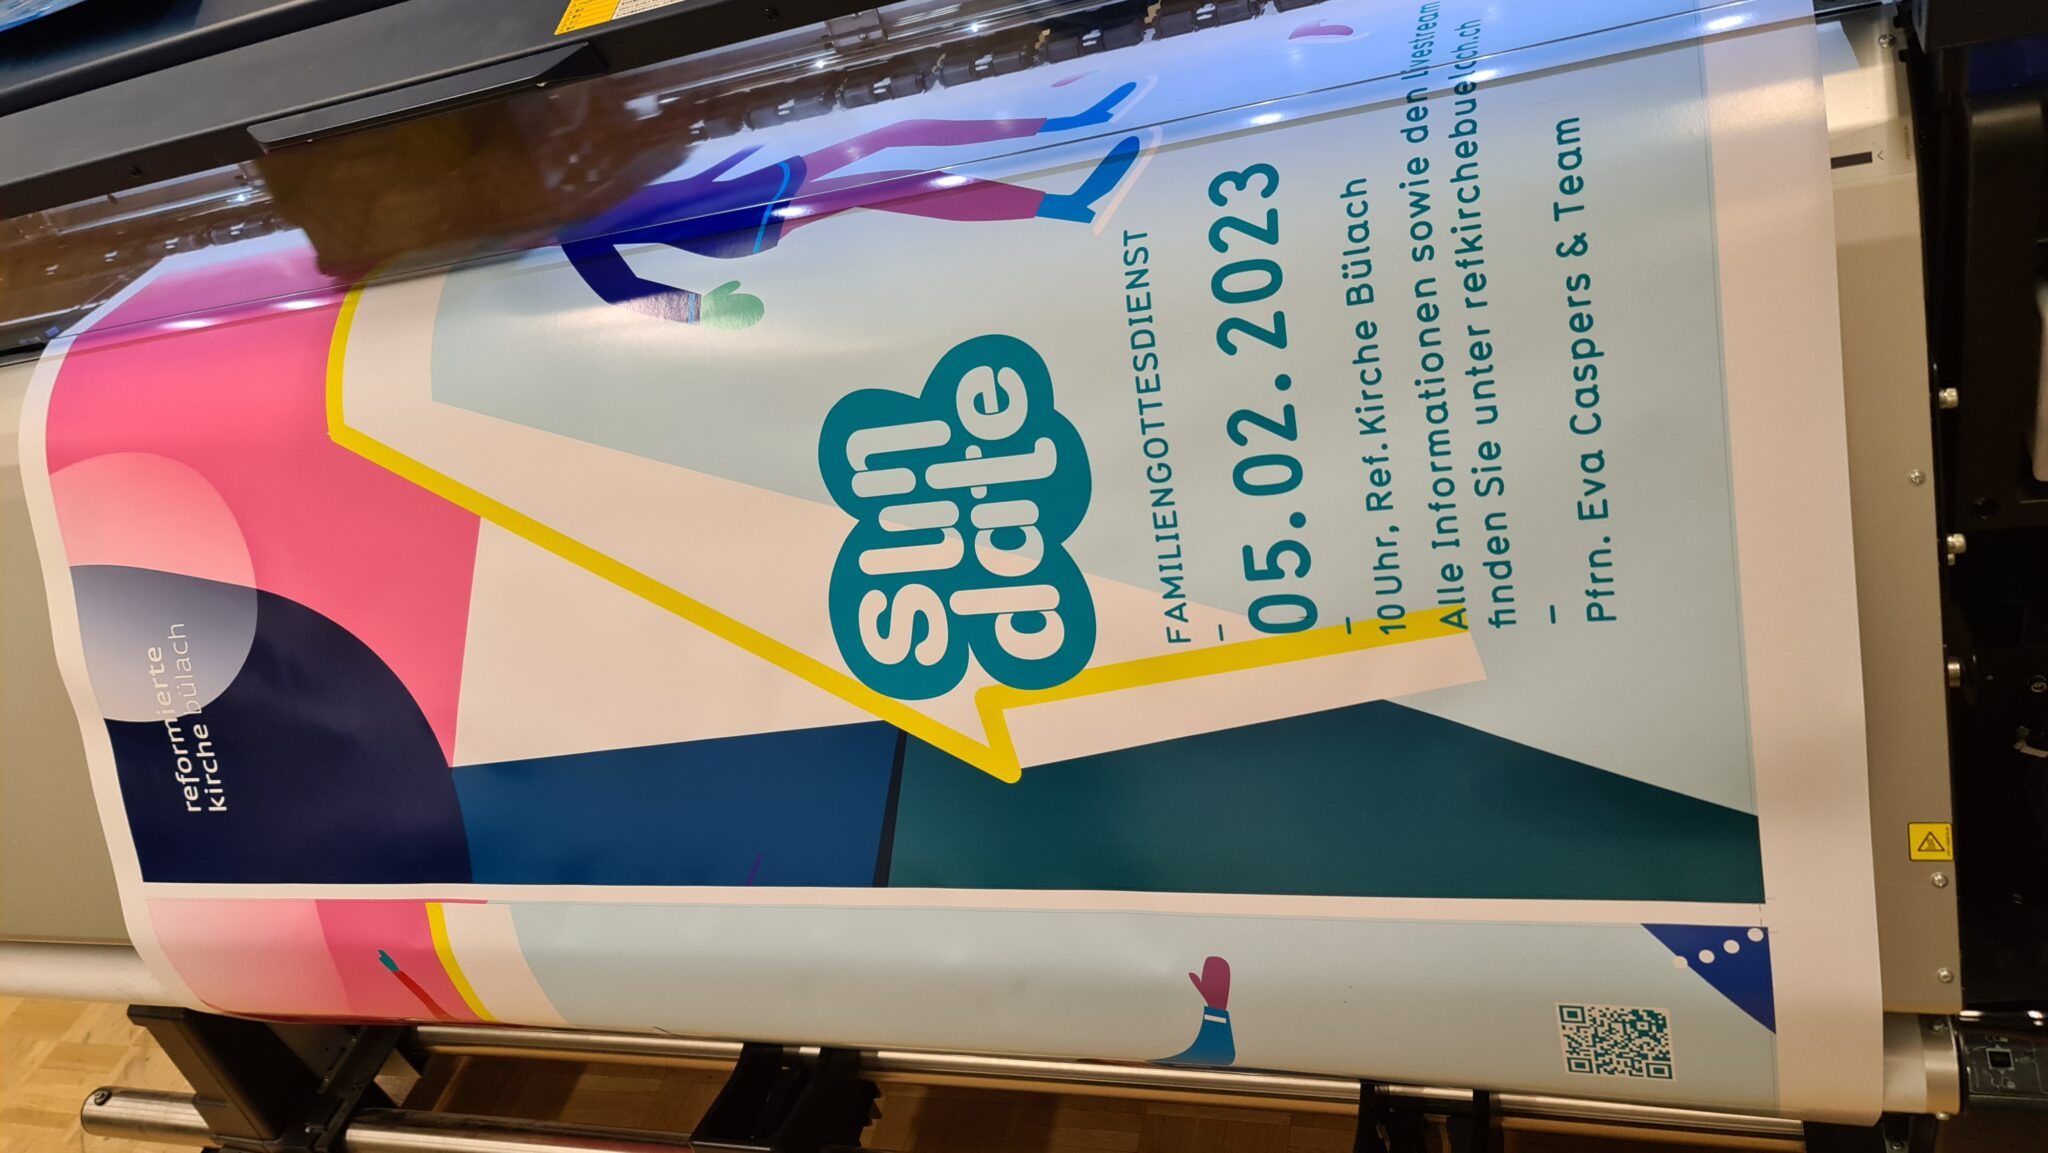 reformierte
kirche bülach
sun
date
FAMILIENGOTTESDIENST
–
05.02.2023
–
10 Uhr, Ref. Kirche Bülach
Alle Informationen sowie den Livestream
finden Sie unter refkirchebuelach.ch
–
Pfrn. Eva Caspers & Team